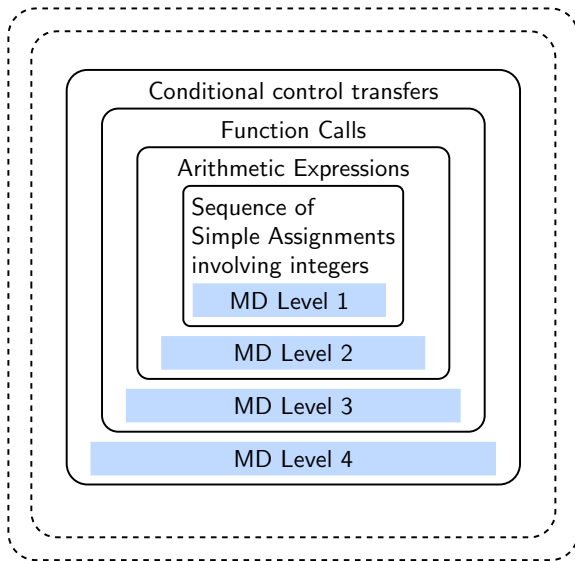 Conditional control transfers
Function Calls
Arithmetic Expressions
Sequence of
Simple Assignments
involving integers
MD Level 1
MD Level 2
MD Level 3
MD Level 4